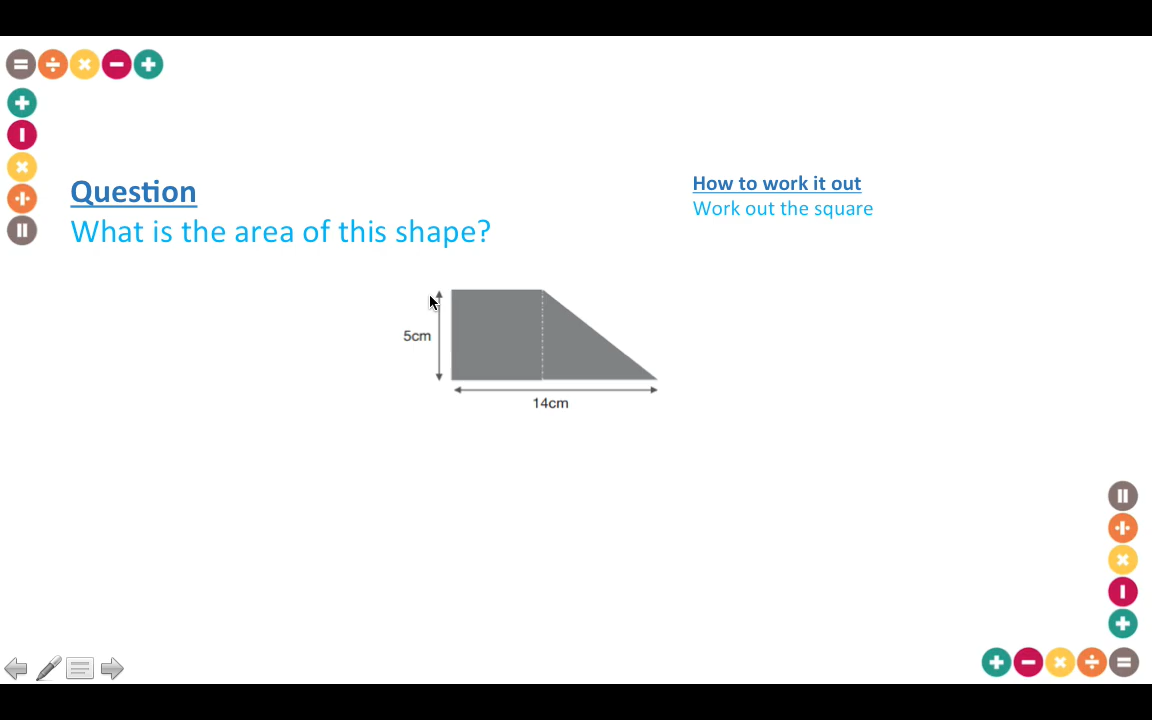 Question
What is the area of this shape?
How to work it out
Work out the square
5cm
14cm